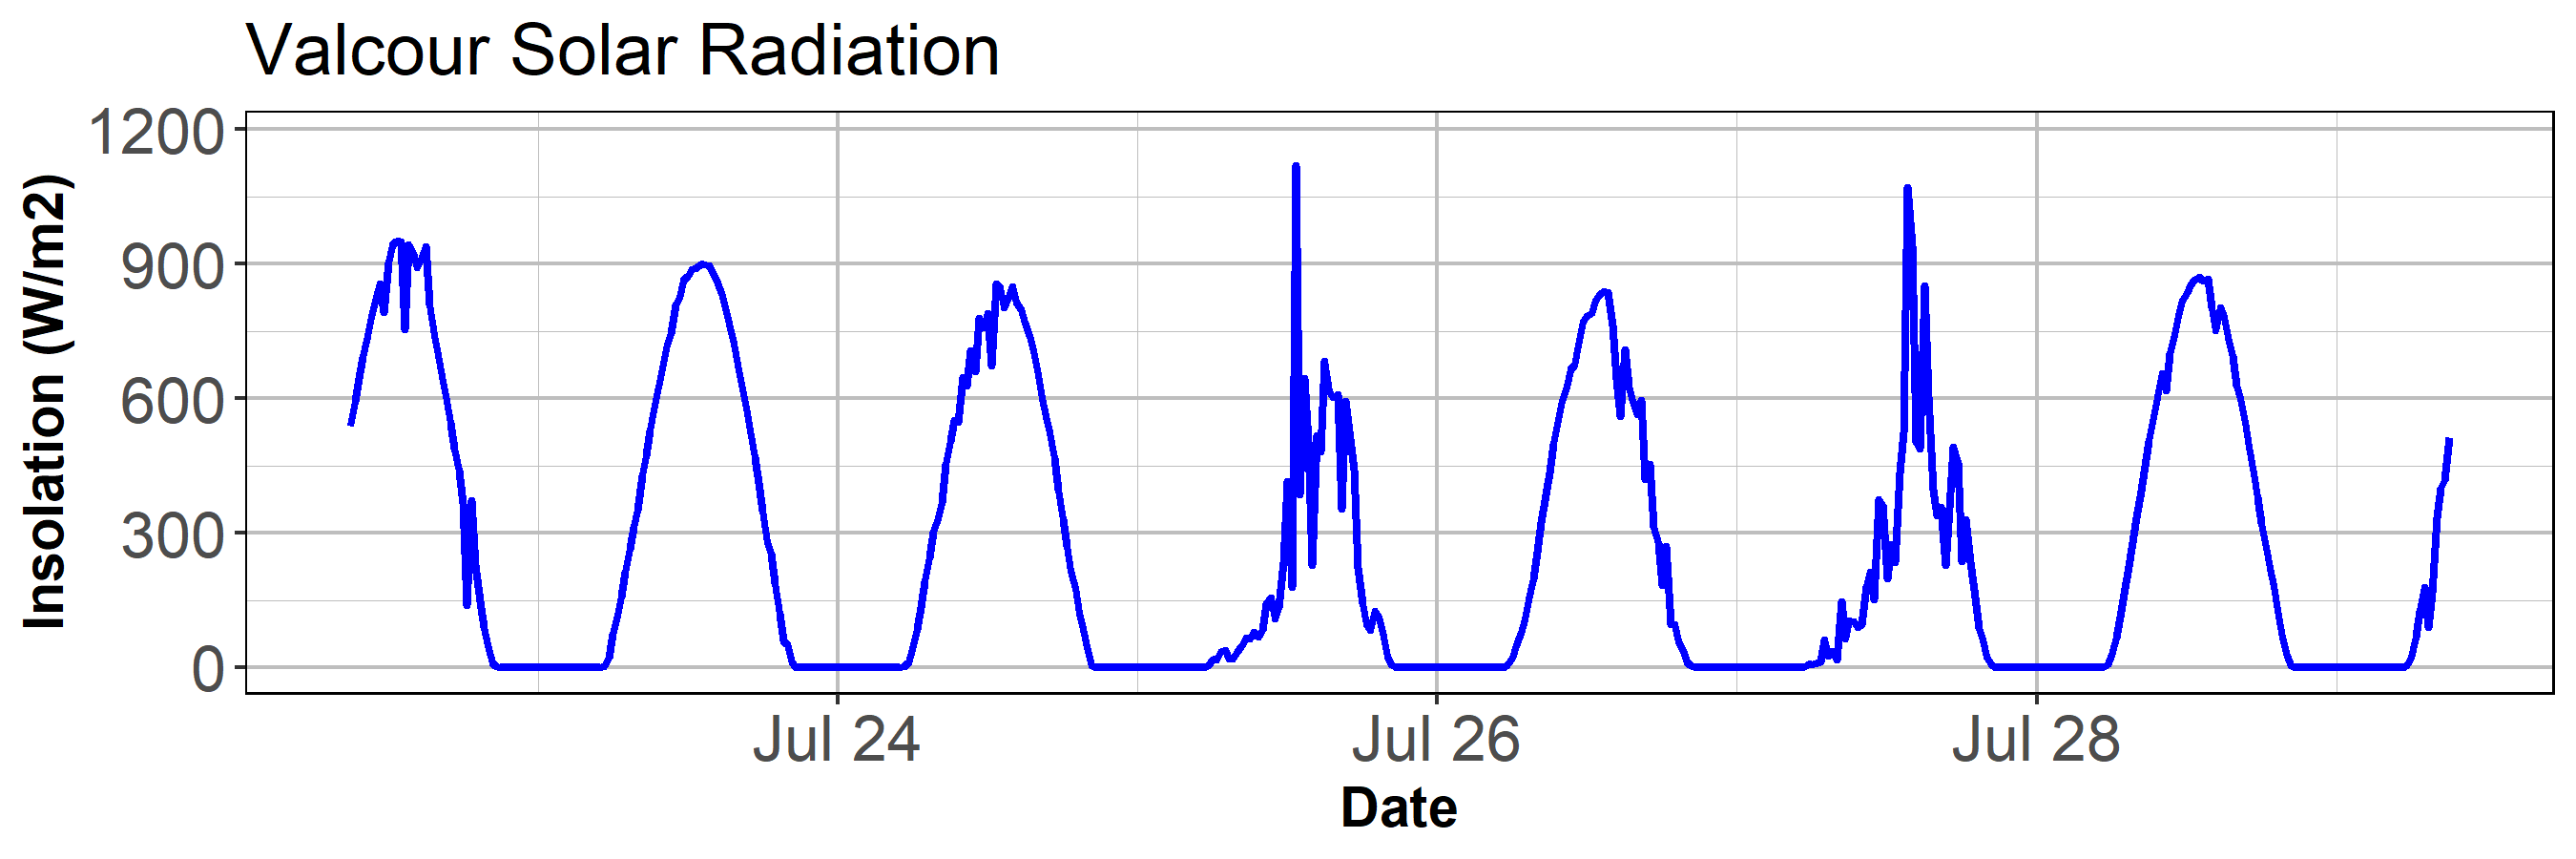 Valcour Solar Radiation
Insolation (W/m2)
1200
900
600
300
0
Jul 24
Jul 26
Jul 28
Date